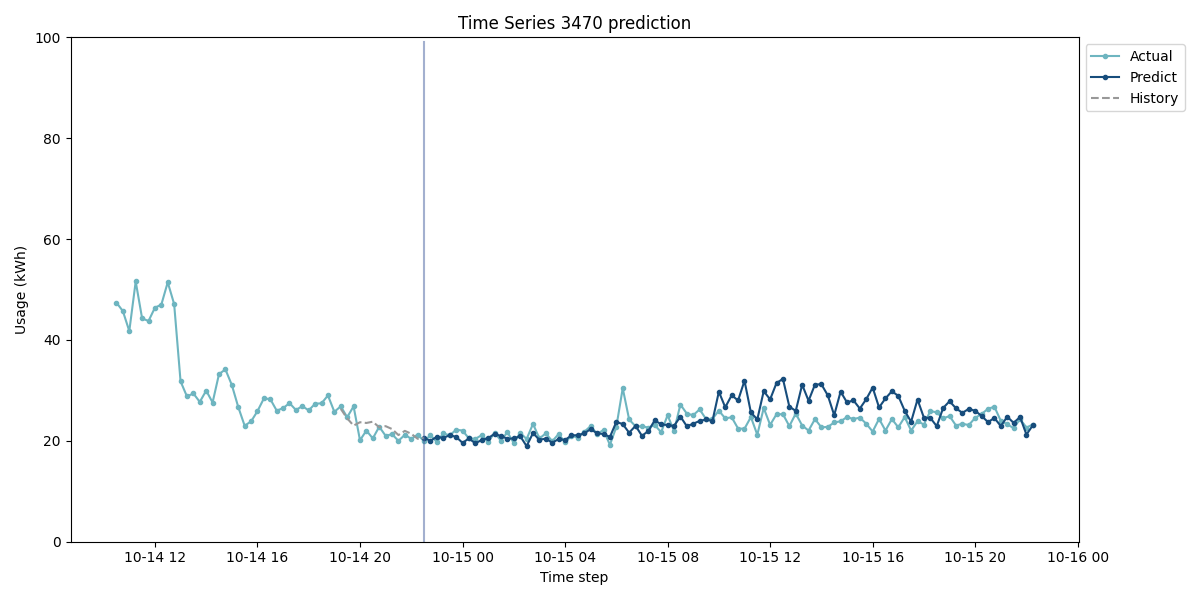 Time Series 3470 prediction
Usage (kWh)
100
80
60
40
20
0
10-14 12
10-14 16
10-14 20
10-15 00
10-15 04
10-15 08
10-15 12
10-15 16
10-15 20
10-16 00
Time step
Actual
Predict
History